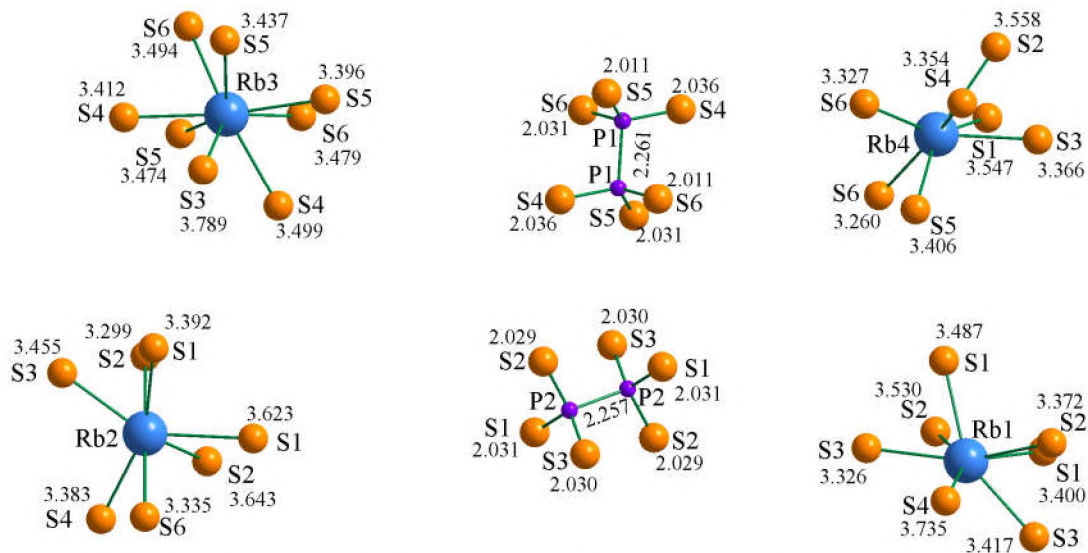 S6
3.437
3.494
S5
Rb3
3.412
3.396
S4
S5
S5
S6
3.474
3.479
S3
S4
3.789
3.499
2.011
S6
S5
2.036
2.031
S4
P1
2.261
P1
S4
2.011
2.036
S5
S6
2.031
3.558
S2
3.354
3.327
S4
S6
Rb4
S1
S3
3.547
3.366
S6
3.260
S5
3.406
3.392
3.299
S1
3.455
S2
S3
3.623
Rb2
S1
S2
3.383
3.335
3.643
S4
S6
2.030
2.029
S3
S2
S1
P2
P2
2.031
2.257
S1
S2
2.031
S3
2.029
2.030
3.487
S1
3.530
3.372
S2
Rb1
S2
S3
S1
3.326
3.400
S4
3.735
3.417
S3